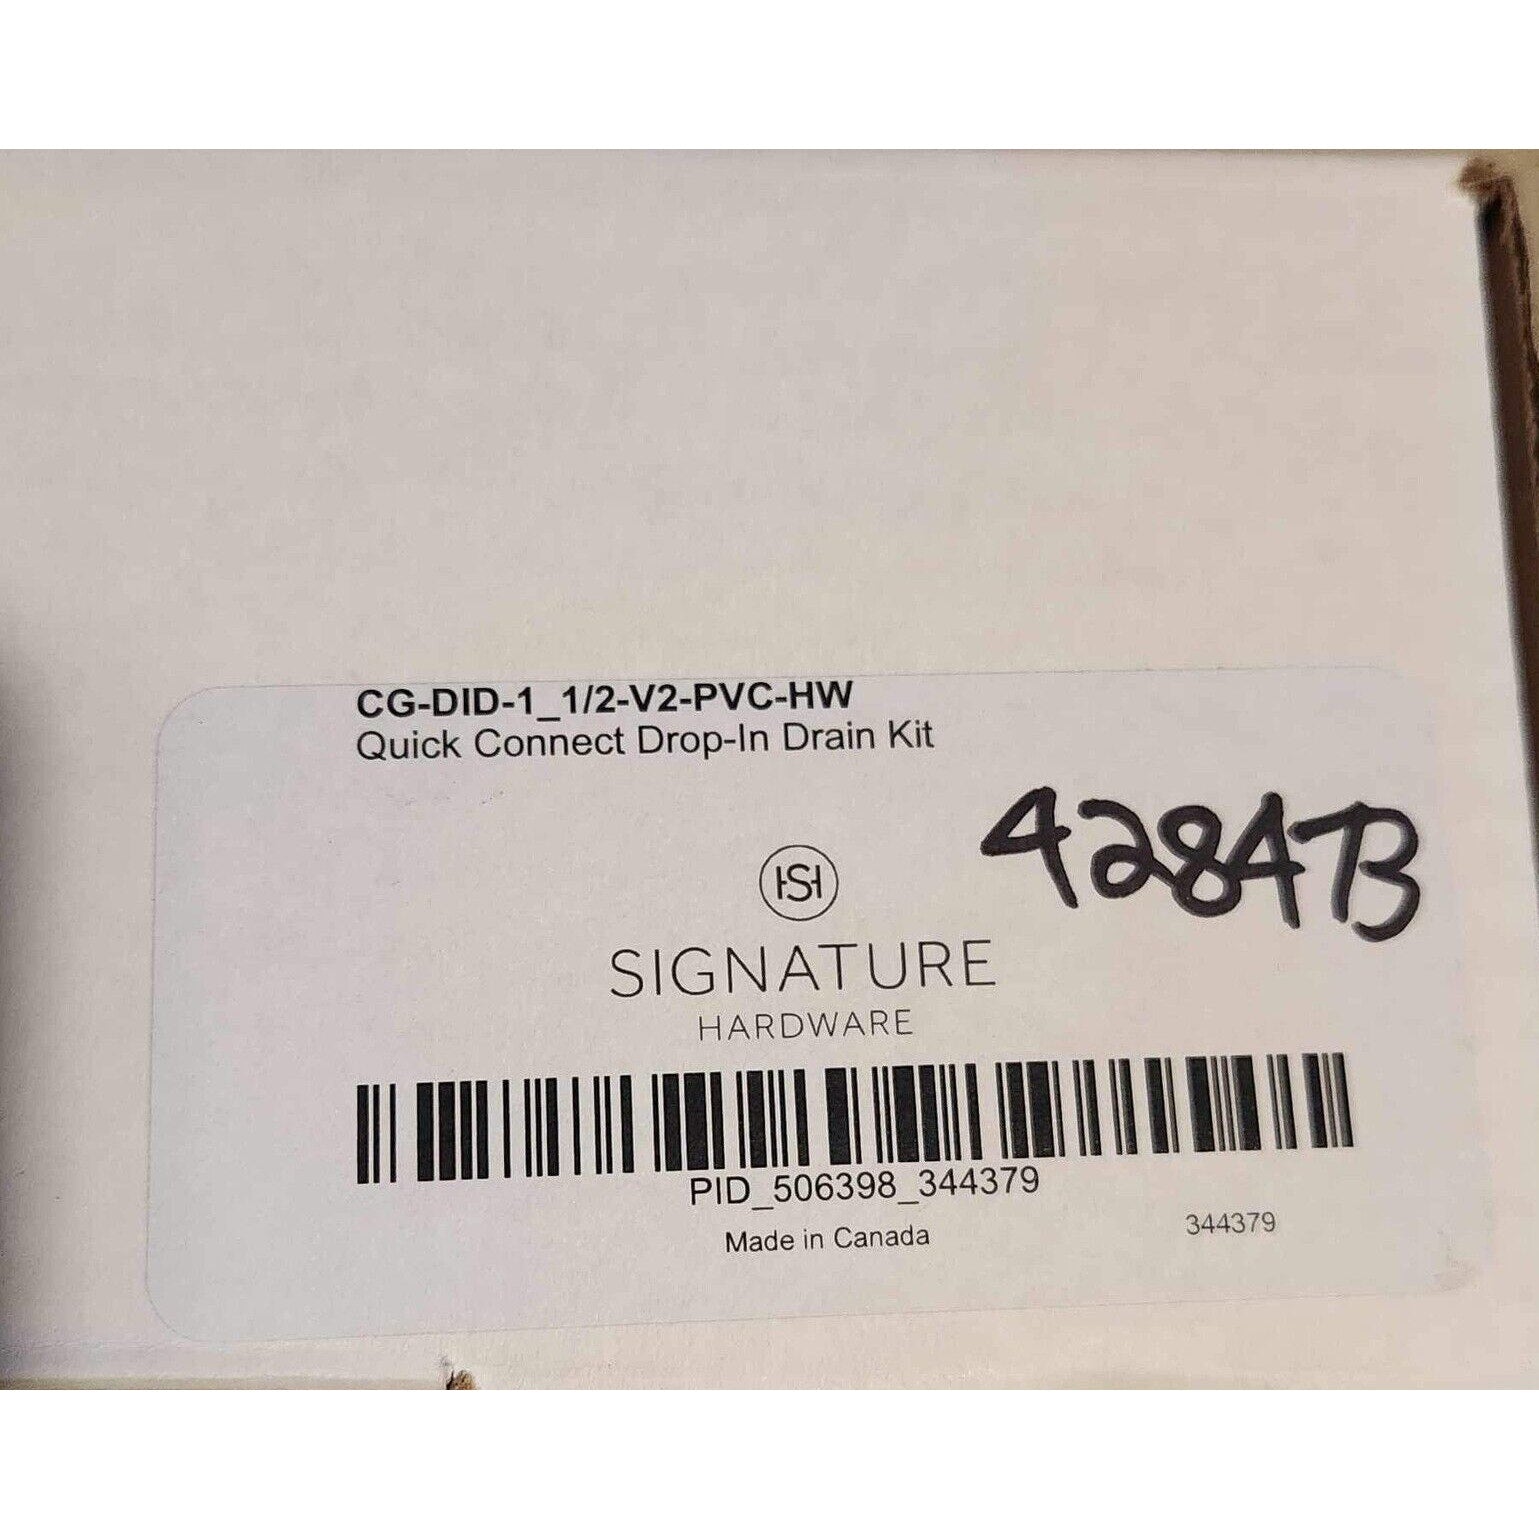 CG-DID-1_1/2-V2-PVC-HW
Quick Connect Drop-In Drain Kit
4284B
HSH
SIGNATURE
HARDWARE
PID_506398_344379
Made in Canada
344379